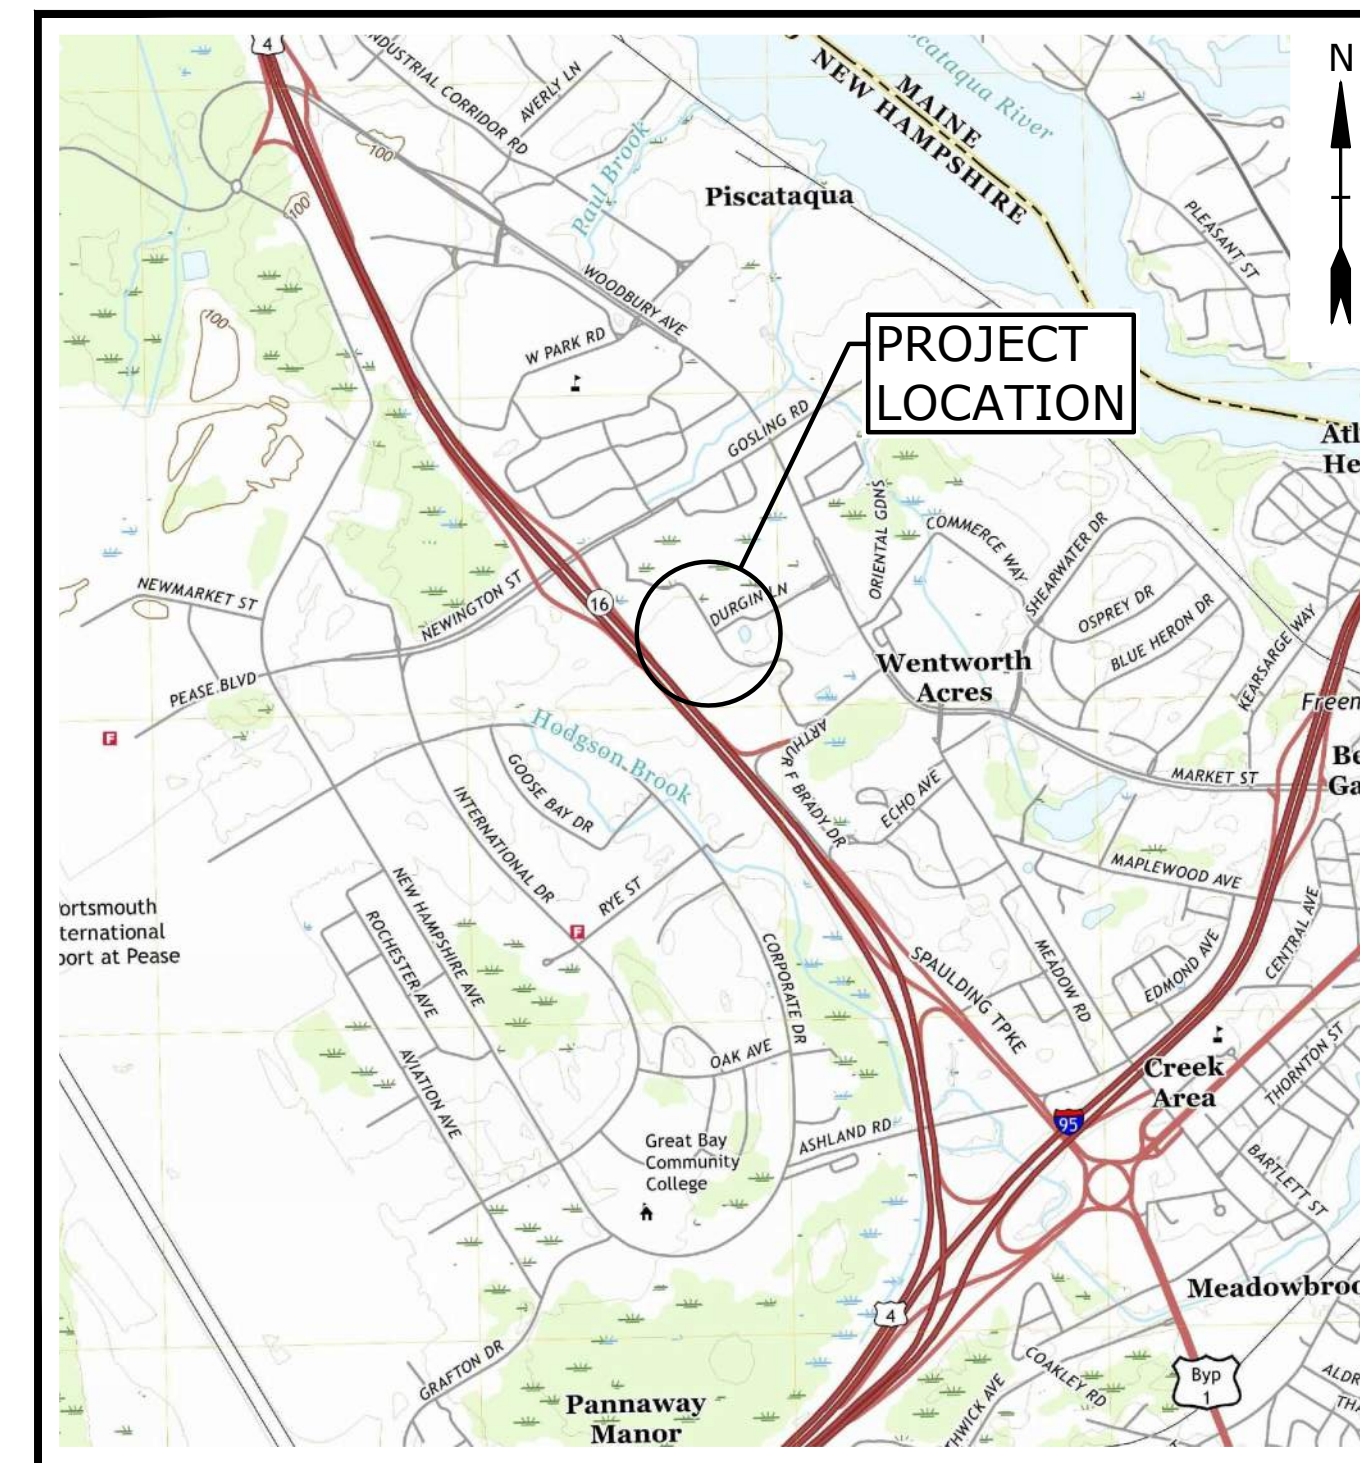 4
INDUSTRIAL CORRIDOR RD
AVERLY LN
Piscataqua River
N
MAINE
NEW HAMPSHIRE
100
Paul Brook
Piscataqua
100
PLEASANT ST
WOODBURY AVE
100
W PARK RD
PROJECT
LOCATION
GOSLING RD
Atl
He
ORIENTAL GDNS
COMMERCE WAY
SHEARWATER DR
NEWMARKET ST
NEWINGTON ST
16
DURGIN LN
OSPREY DR
BLUE HERON DR
KEARSARGE WAY
Wentworth
Acres
PEASE BLVD
Freen
F
Hodgson Brook
ARTHUR F BRADY DR
Be
Ga
MARKET ST
GOOSE BAY DR
ECHO AVE
INTERNATIONAL DR
MAPLEWOOD AVE
NEW HAMPSHIRE AVE
RYE ST
CENTRAL AVE
ortsmouth
ternational
port at Pease
ROCHESTER AVE
F
CORPORATE DR
SPAULDING TPKE
MEADOW RD
EDMOND AVE
AVIATION AVE
OAK AVE
THORNTON ST
Creek
Area
95
Great Bay
Community
College
ASHLAND RD
BARTLETT ST
Meadowbroo
4
GRAFTON DR
COAKLEY RD
Byp
1
ALDR
THA
Pannaway
Manor
THWICK AVE